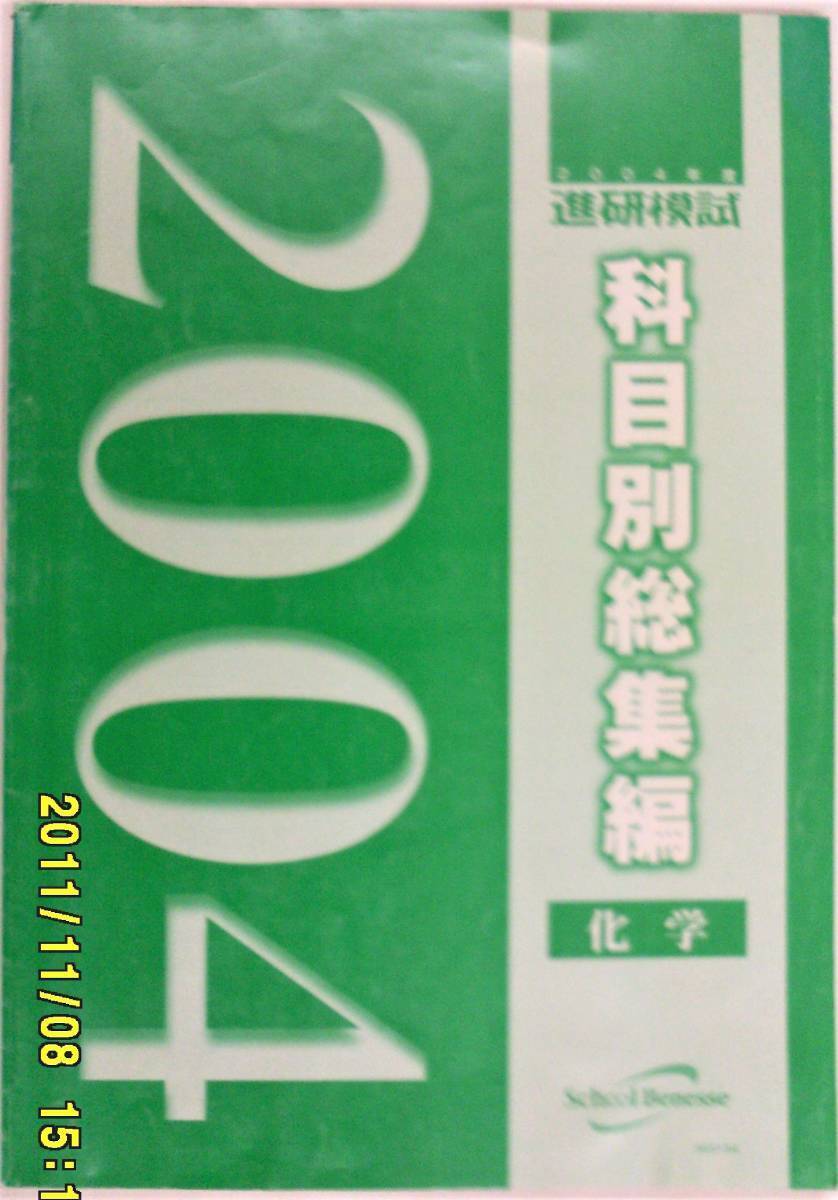 2004
2004年度
進研模試
科目別総集編
化学
School Benesse
2011/11/08 15:1